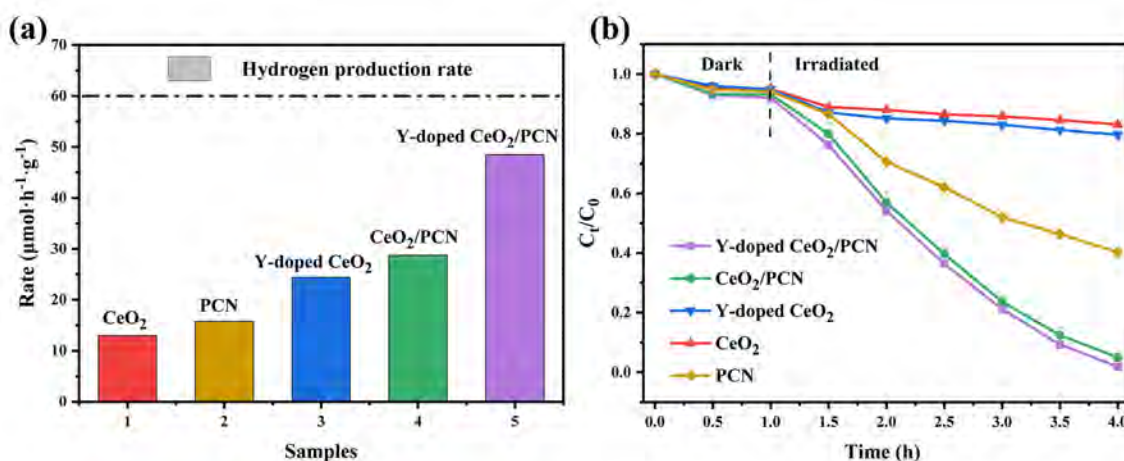 (a)
70
60
50
40
30
20
10
0
Rate (μmol·h⁻¹·g⁻¹)
Hydrogen production rate
CeO₂
PCN
Y-doped CeO₂
CeO₂/PCN
Y-doped CeO₂/PCN
1 2 3 4 5
Samples
(b)
1.0
0.8
0.6
0.4
0.2
0.0
Cₜ/C₀
Dark Irradiated
Y-doped CeO₂/PCN
CeO₂/PCN
Y-doped CeO₂
CeO₂
PCN
0.0 0.5 1.0 1.5 2.0 2.5 3.0 3.5 4.0
Time (h)